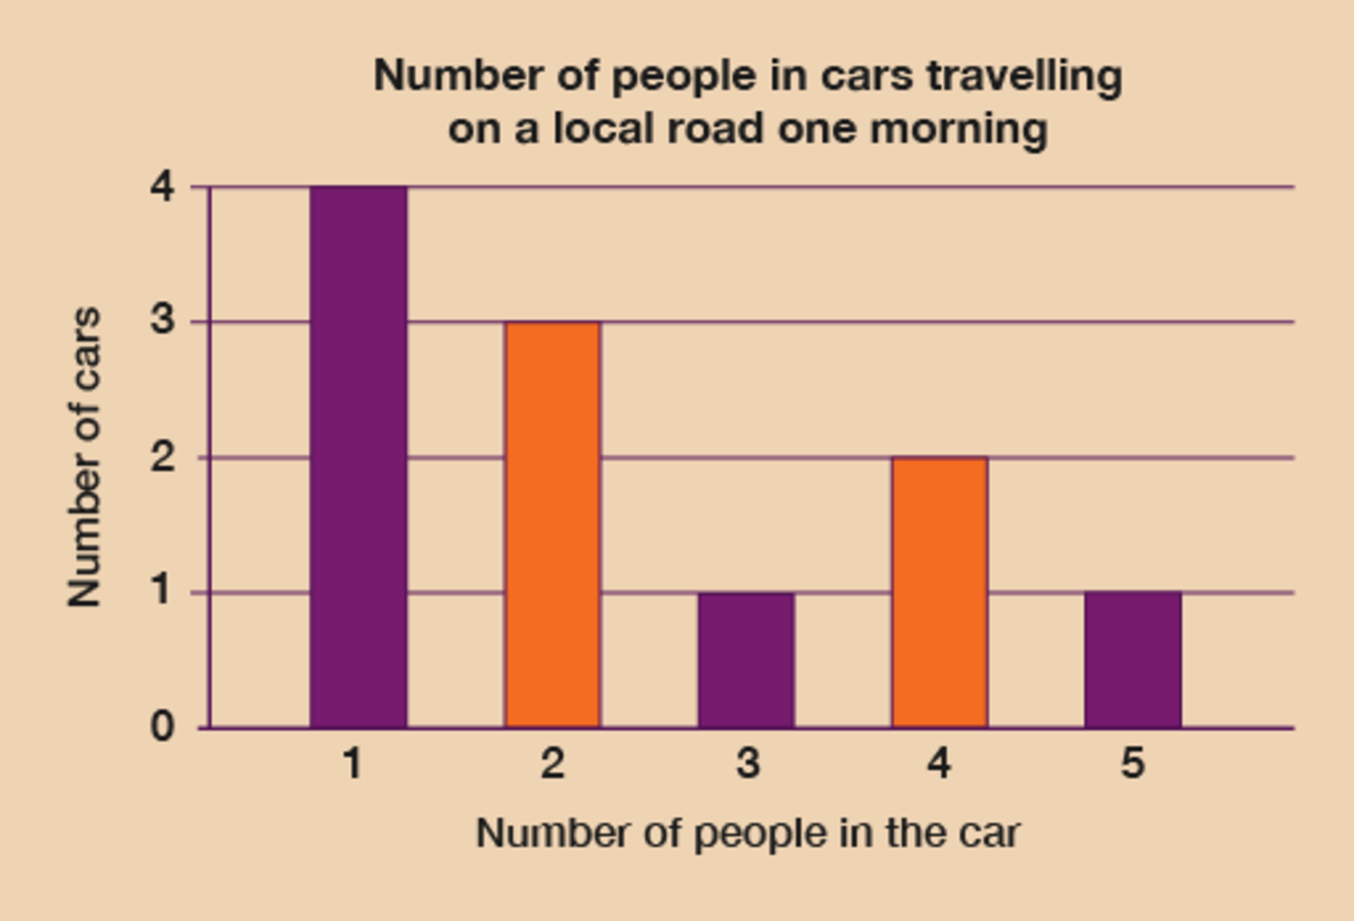 Number of people in cars travelling
on a local road one morning
4
3
2
1
0
Number of cars
1 2 3 4 5
Number of people in the car